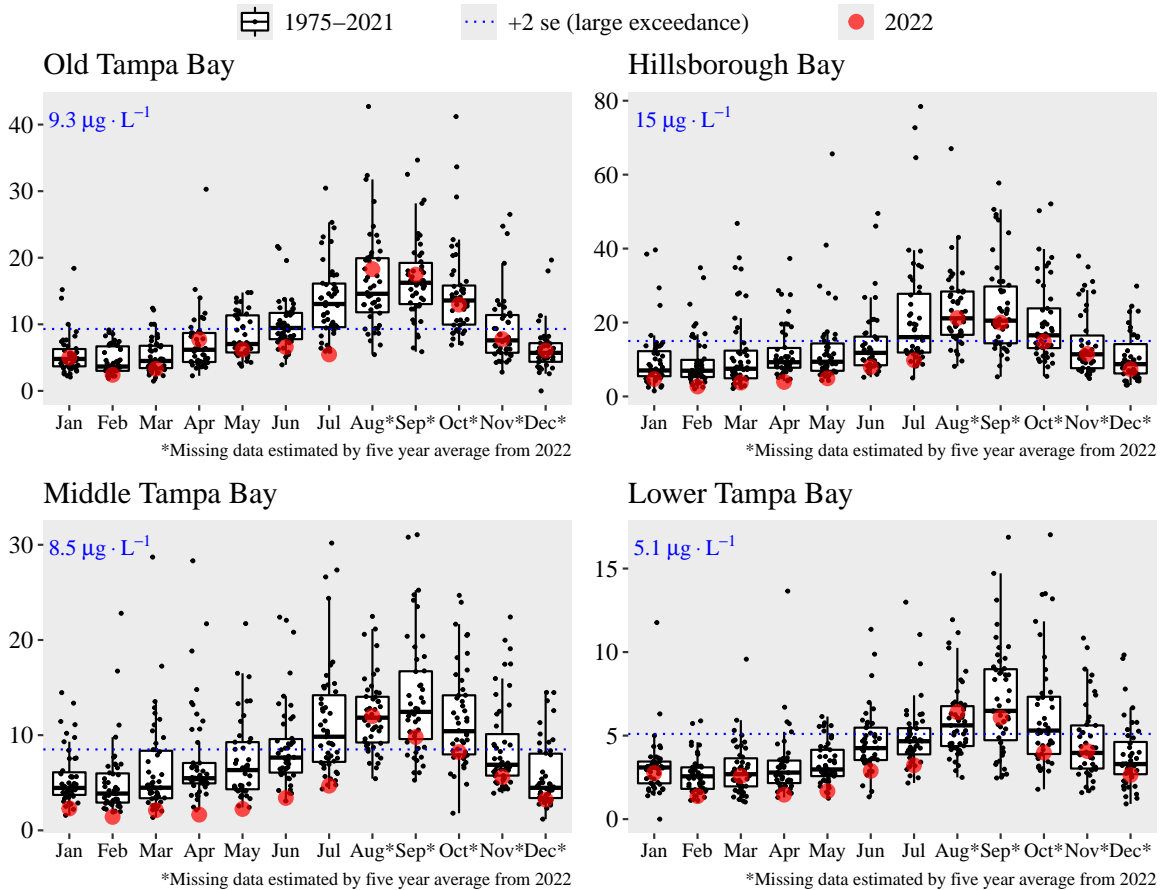 1975−2021 +2 se (large exceedance) 2022
Old Tampa Bay
9.3 μg · L⁻¹
40
30
20
10
0
Jan Feb Mar Apr May Jun Jul Aug* Sep* Oct* Nov* Dec*
*Missing data estimated by five year average from 2022
Hillsborough Bay
15 μg · L⁻¹
80
60
40
20
0
Jan Feb Mar Apr May Jun Jul Aug* Sep* Oct* Nov* Dec*
*Missing data estimated by five year average from 2022
Middle Tampa Bay
8.5 μg · L⁻¹
30
20
10
0
Jan Feb Mar Apr May Jun Jul Aug* Sep* Oct* Nov* Dec*
*Missing data estimated by five year average from 2022
Lower Tampa Bay
5.1 μg · L⁻¹
15
10
5
0
Jan Feb Mar Apr May Jun Jul Aug* Sep* Oct* Nov* Dec*
*Missing data estimated by five year average from 2022